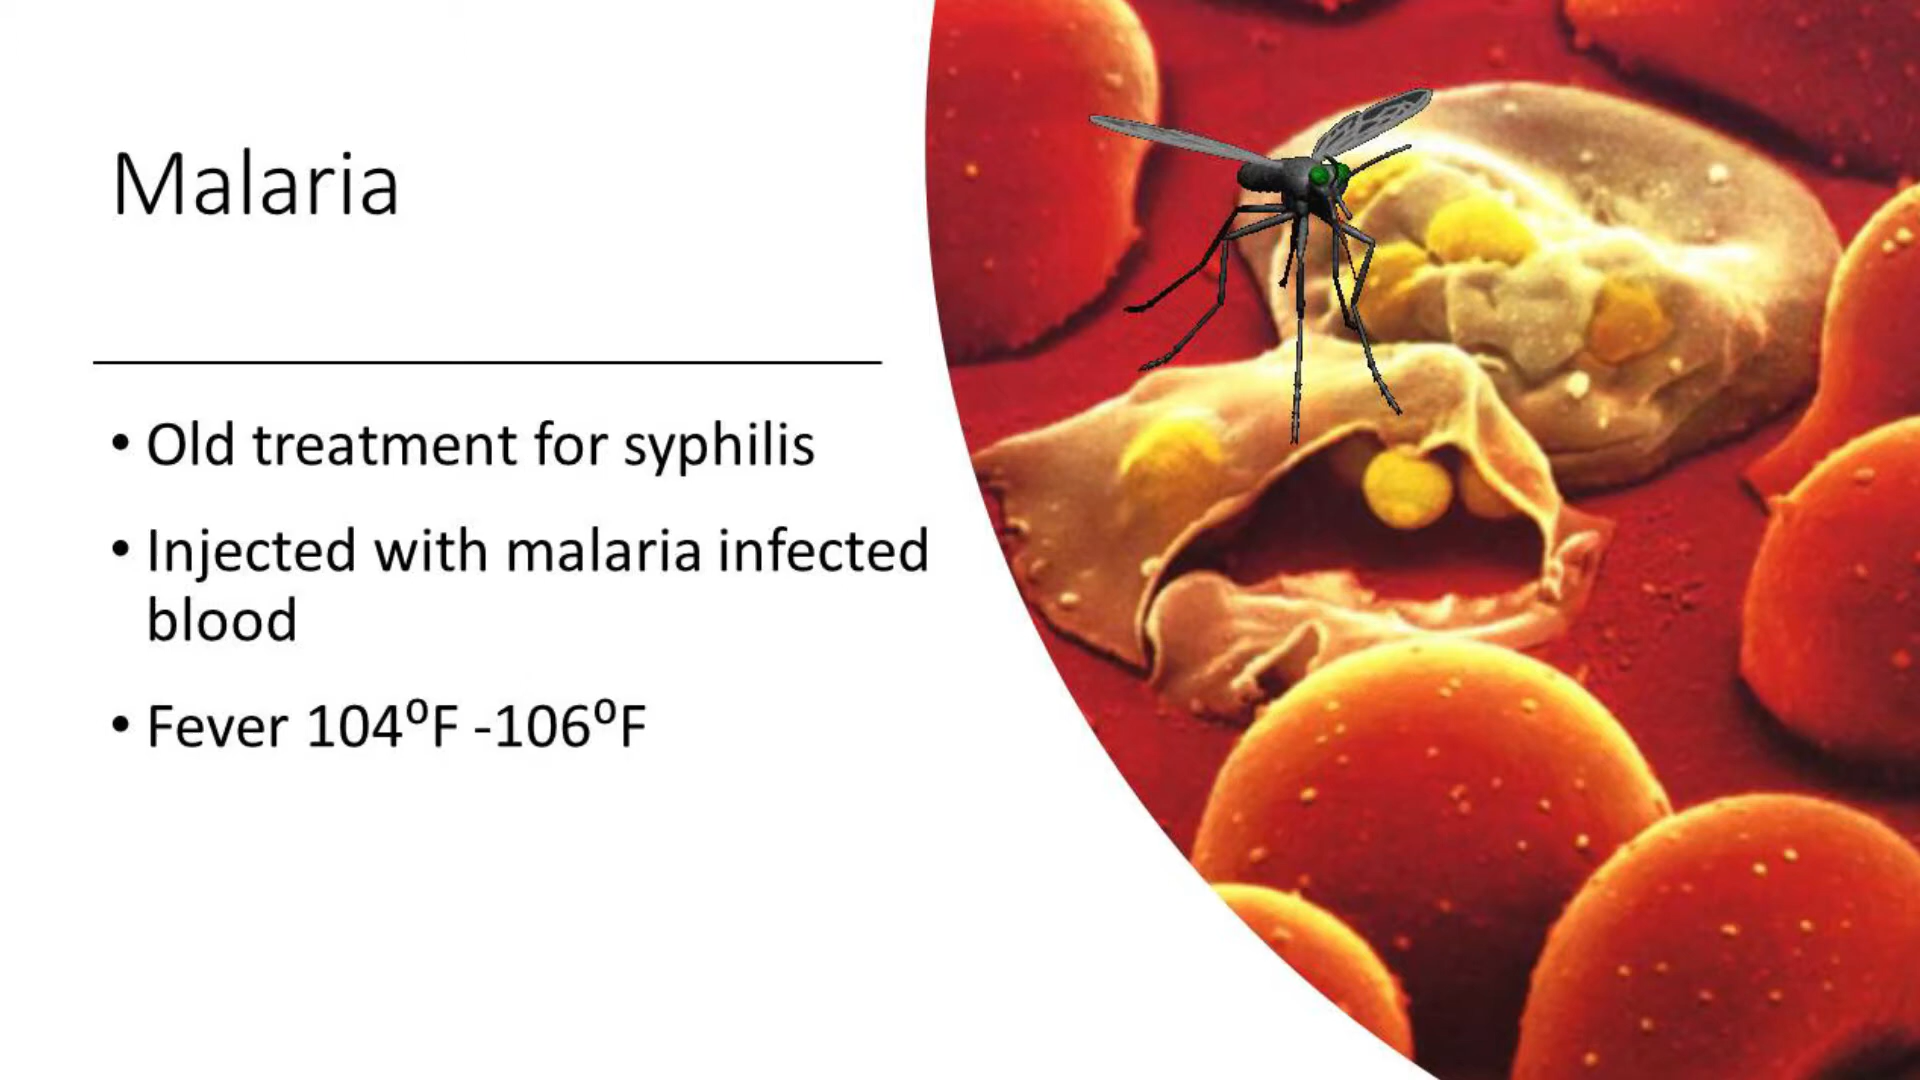 Malaria
• Old treatment for syphilis
• Injected with malaria infected
blood
• Fever 104⁰F -106⁰F